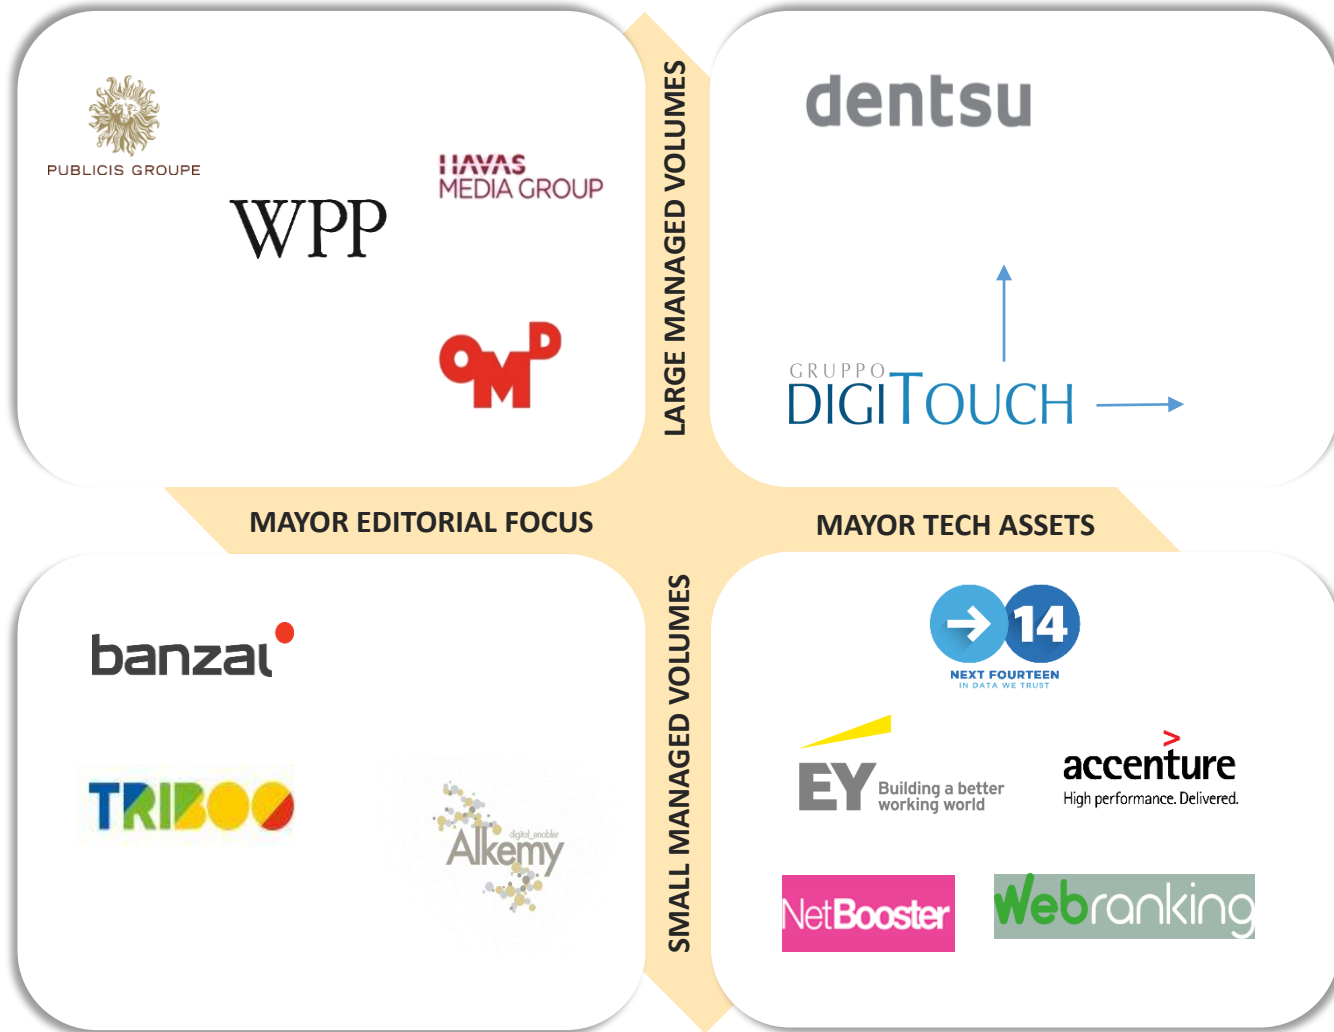 PUBLICIS GROUPE
WPP
HAVAS
MEDIA GROUP
OMD
LARGE MANAGED VOLUMES
dentsu
GRUPPO
DIGITOUCH
MAYOR EDITORIAL FOCUS
MAYOR TECH ASSETS
banzai
TRIBOO
digital_enabler
Alkemy
SMALL MANAGED VOLUMES
14
NEXT FOURTEEN
IN DATA WE TRUST
EY Building a better
working world
accenture
High performance. Delivered.
NetBooster
Webranking